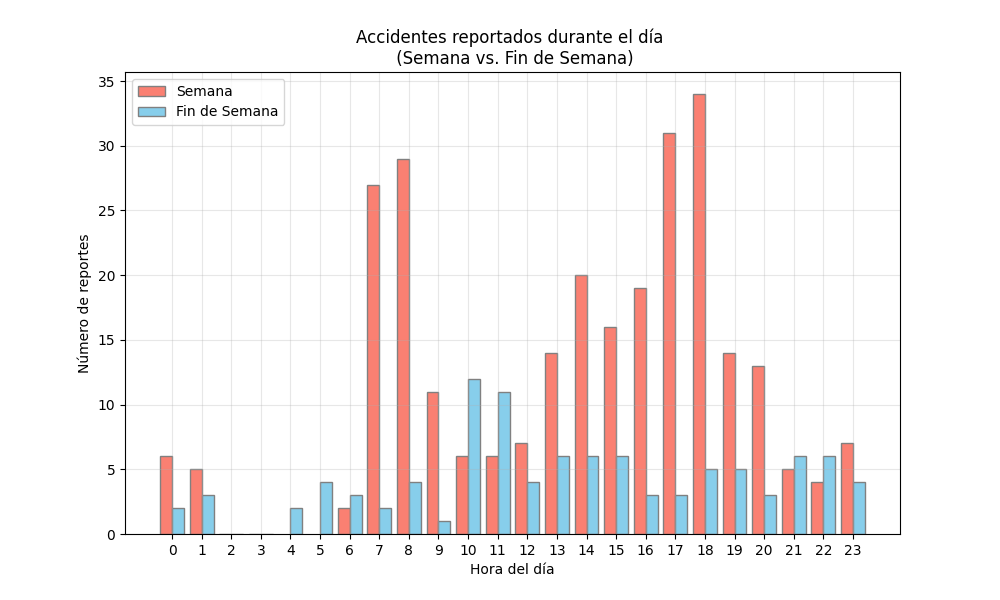 Accidentes reportados durante el día
(Semana vs. Fin de Semana)
Semana
Fin de Semana
Número de reportes
35
30
25
20
15
10
5
0
0 1 2 3 4 5 6 7 8 9 10 11 12 13 14 15 16 17 18 19 20 21 22 23
Hora del día